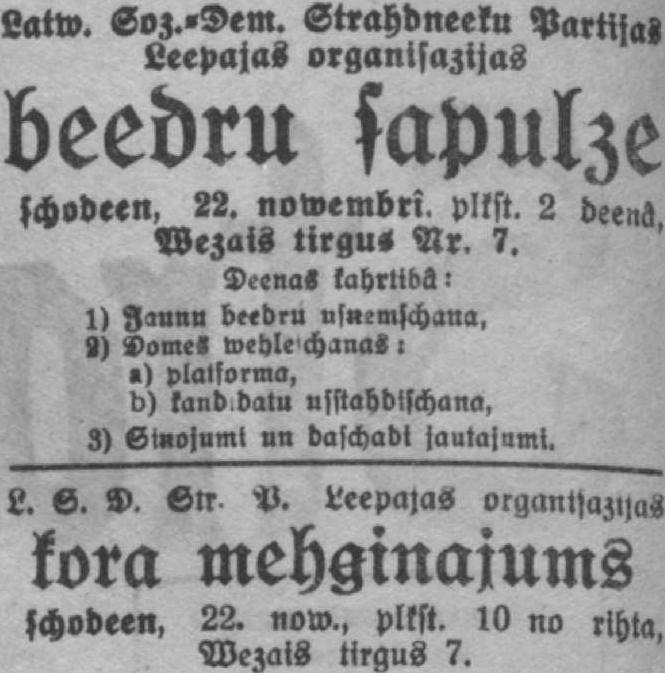 Latw. Soz.-Dem. Strahdneeku Partijas
Leepajas organisazijas
beedru sapulze
schodeen, 22. nowembrî. plkst. 2 deenâ,
Wezais tirgus Nr. 7.
Deenas kahrtibâ:
1) Jaunu beedru usnemschana,
2) Domes wehleschanas:
a) platforma,
b) kandidatu usstahdischana,
3) Sinojumi un daschadi jautajumi.
L. S. D. Str. P. Leepajas organisazijas
kora mehginajums
schodeen, 22. now., plkst. 10 no rihta,
Wezais tirgus 7.